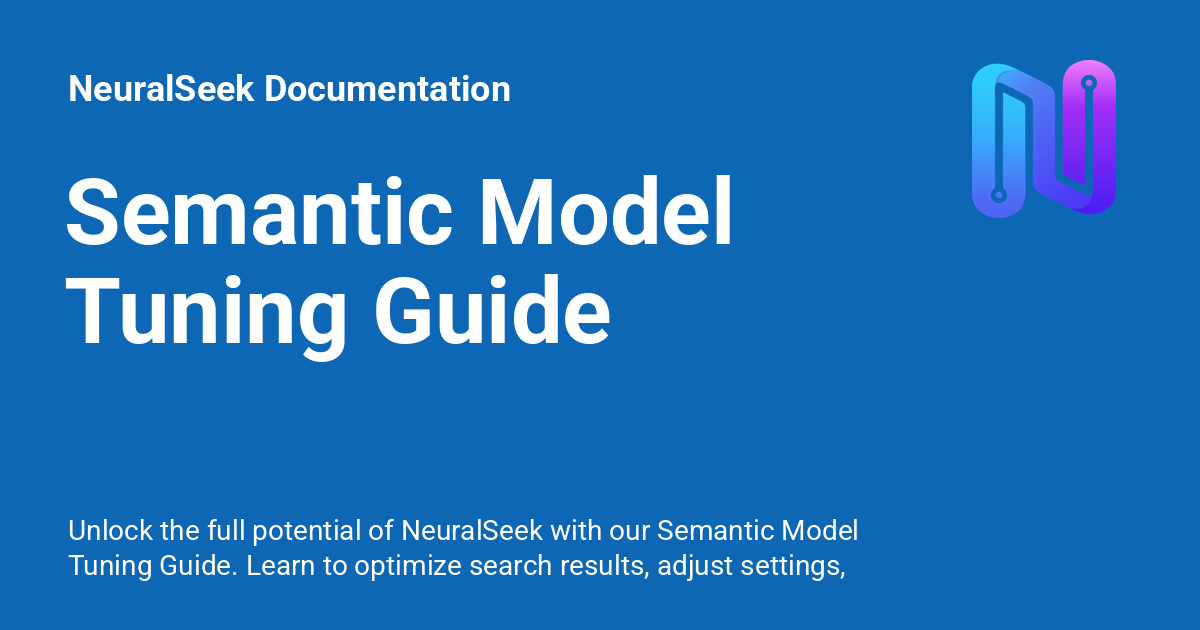 NeuralSeek Documentation
Semantic Model
Tuning Guide
Unlock the full potential of NeuralSeek with our Semantic Model
Tuning Guide. Learn to optimize search results, adjust settings,